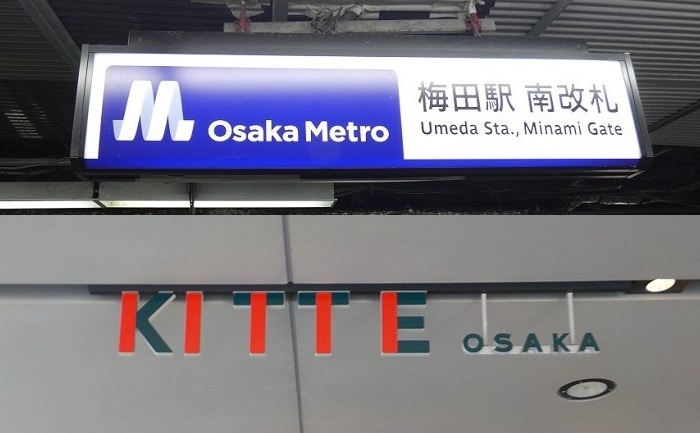 Osaka Metro
梅田駅 南改札
Umeda Sta., Minami Gate
KITTE OSAKA